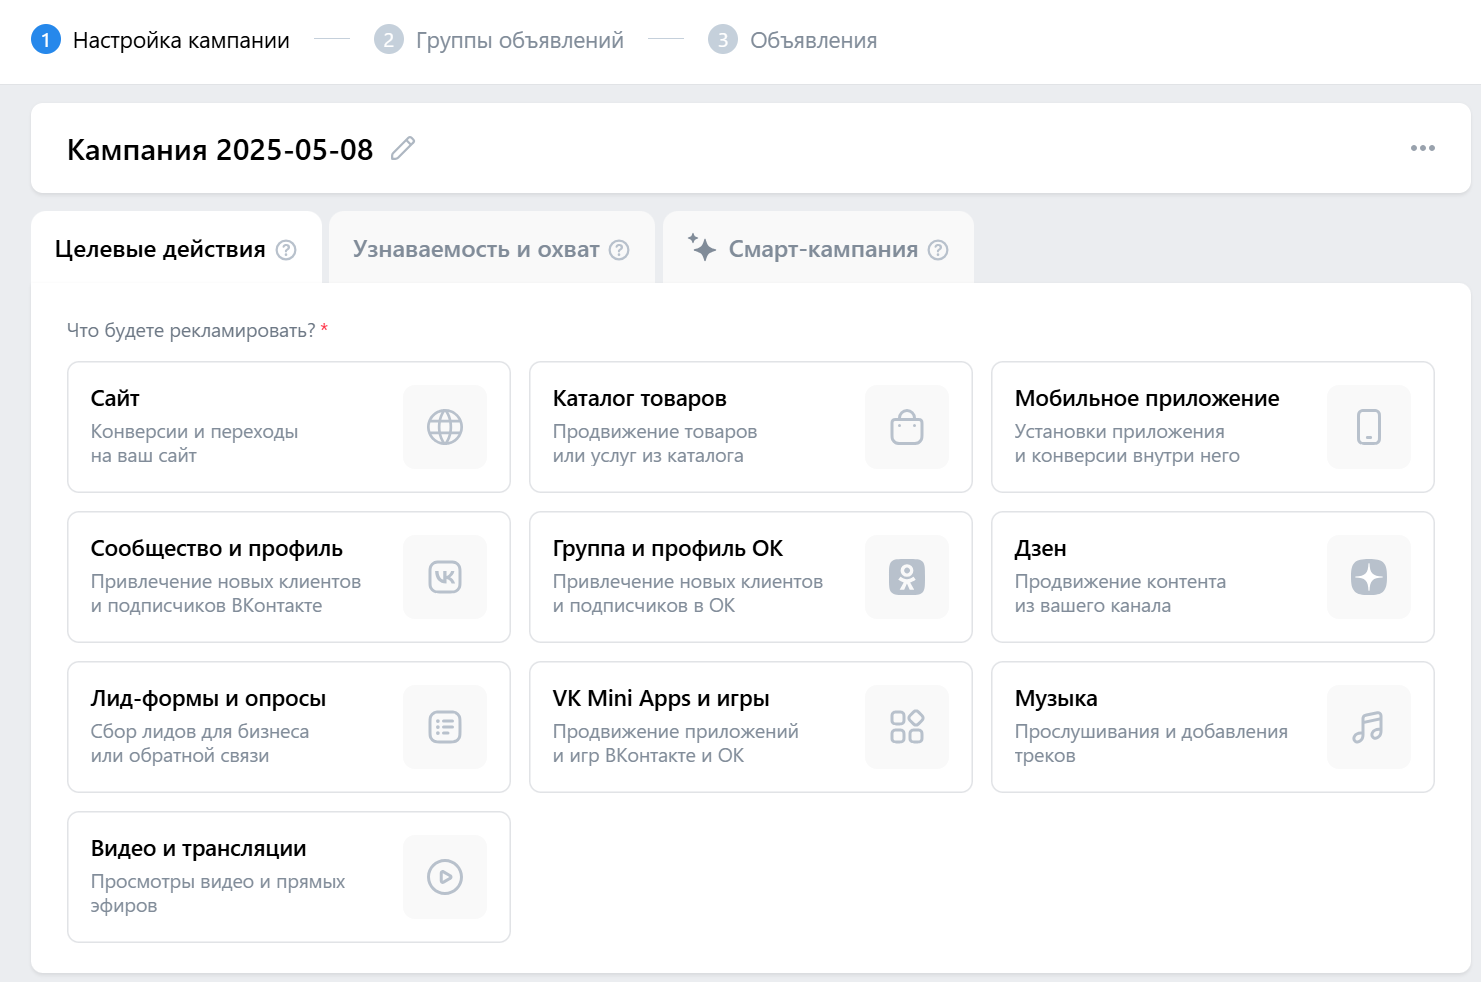 1 Настройка кампании 2 Группы объявлений 3 Объявления
Кампания 2025-05-08
Целевые действия ? Узнаваемость и охват ? Смарт-кампания ?
Что будете рекламировать? *
Сайт
Конверсии и переходы
на ваш сайт
Каталог товаров
Продвижение товаров
или услуг из каталога
Мобильное приложение
Установки приложения
и конверсии внутри него
Сообщество и профиль
Привлечение новых клиентов
и подписчиков ВКонтакте
Группа и профиль ОК
Привлечение новых клиентов
и подписчиков в ОК
Дзен
Продвижение контента
из вашего канала
Лид-формы и опросы
Сбор лидов для бизнеса
или обратной связи
VK Mini Apps и игры
Продвижение приложений
и игр ВКонтакте и ОК
Музыка
Прослушивания и добавления
треков
Видео и трансляции
Просмотры видео и прямых
эфиров